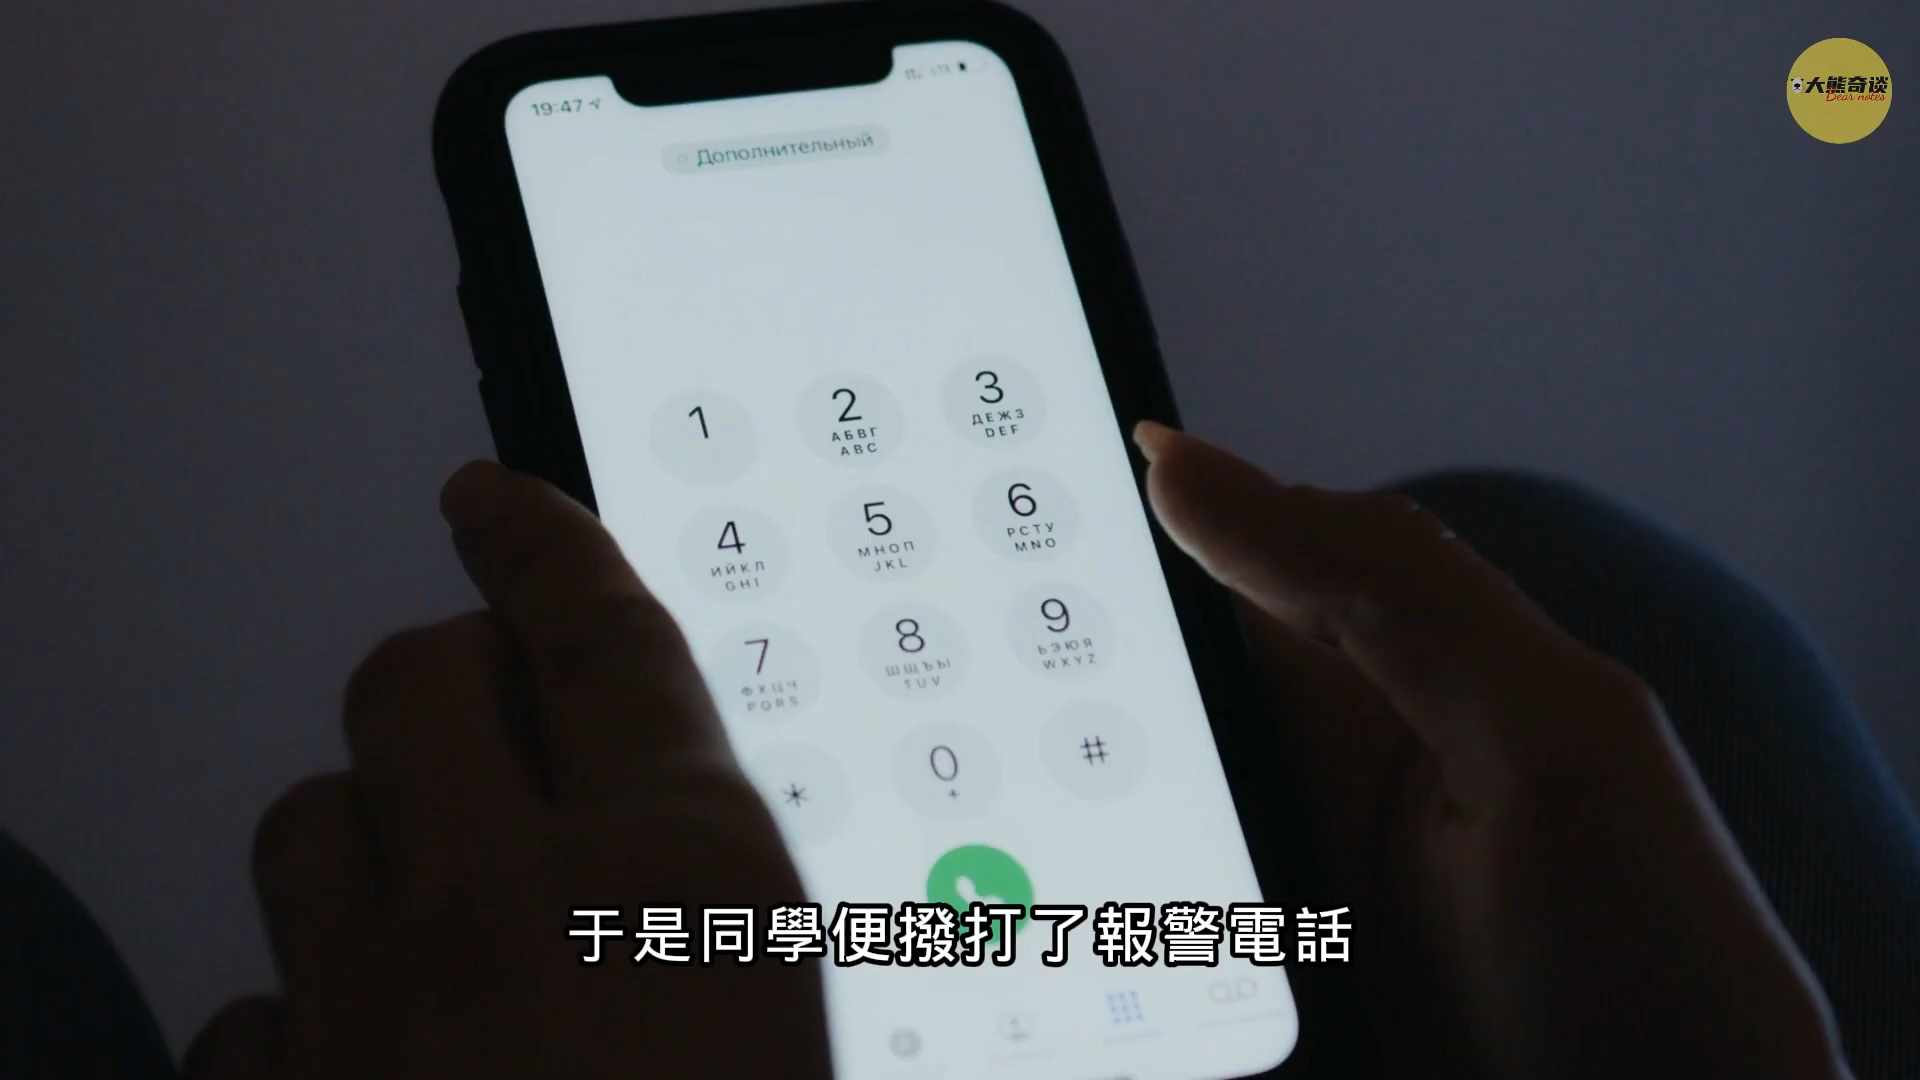 19:47
大熊奇谈
Bear notes
Дополнительный
1
2
АБВГ
ABC
3
ДЕЖЗ
DEF
4
ИЙКЛ
GHI
5
МНОП
JKL
6
РСТУ
MNO
7
ФХЦЧ
PQRS
8
ШЩЪЫ
TUV
9
ЬЭЮЯ
WXYZ
*
0
+
#
于是同學便撥打了報警電話